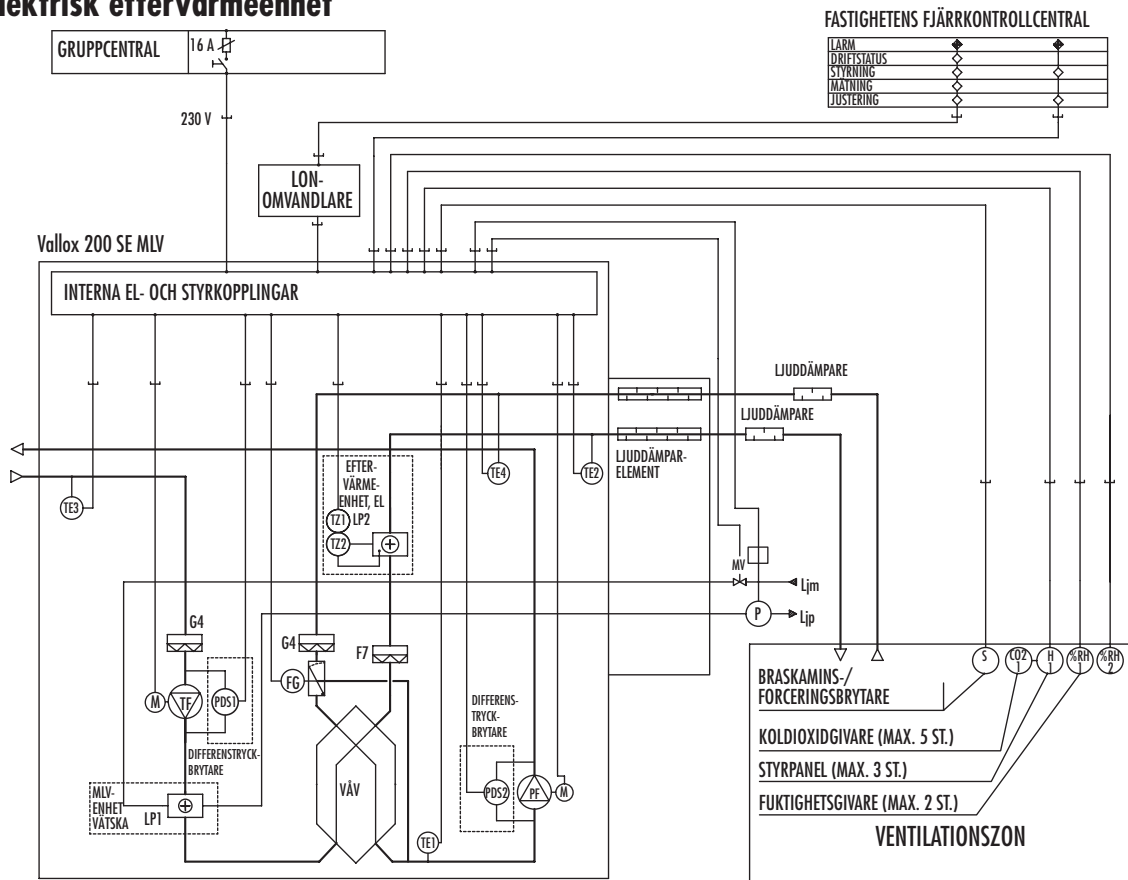 lektrisk eftervärmeenhet
FASTIGHETENS FJÄRRKONTROLLCENTRAL
GRUPPCENTRAL
16 A
LARM
DRIFTSTATUS
STYRNING
MÄTNING
JUSTERING
230 V
LON-
OMVANDLARE
Vallox 200 SE MLV
INTERNA EL- OCH STYRKOPPLINGAR
LJUDDÄMPARE
LJUDDÄMPARE
LJUDDÄMPAR-
ELEMENT
EFTER-
VÄRME-
ENHET, EL
LP2
TZ1
TZ2
TE3
TE4
TE2
MV
Ljm
P
Ljp
G4
G4
F7
FG
M
TF
PDS1
DIFFERENSTRYCK-
BRYTARE
DIFFERENS-
TRYCK-
BRYTARE
PDS2
PF
M
MLV-
ENHET
VÄTSKA
LP1
VÅV
TE1
S
CO2
1
H
1
%RH
1
%RH
2
BRASKAMINS-/
FORCERINGSBRYTARE
KOLDIOXIDGIVARE (MAX. 5 ST.)
STYRPANEL (MAX. 3 ST.)
FUKTIGHETSGIVARE (MAX. 2 ST.)
VENTILATIONSZON